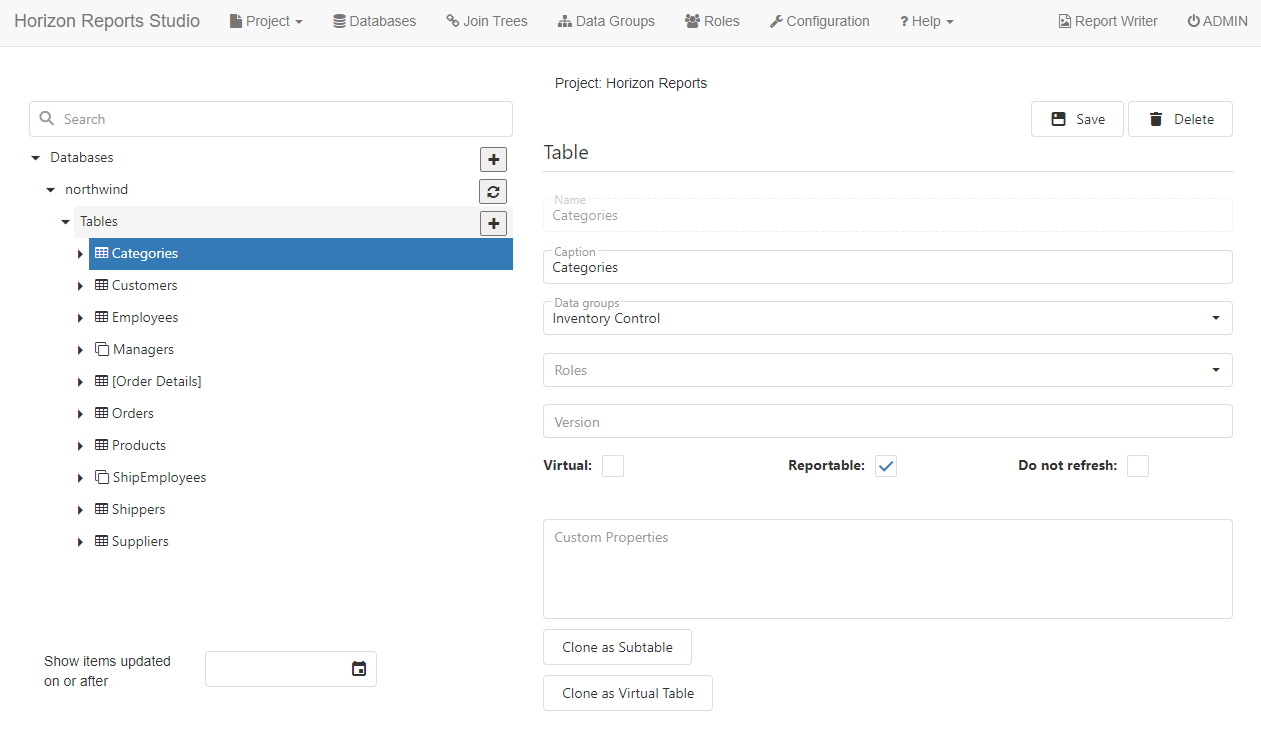 Horizon Reports Studio Project Databases Join Trees Data Groups Roles Configuration ? Help Report Writer ADMIN
Project: Horizon Reports
Search
Save Delete
Databases
northwind
Tables
Categories
Customers
Employees
Managers
[Order Details]
Orders
Products
ShipEmployees
Shippers
Suppliers
Show items updated
on or after
Table
Name
Categories
Caption
Categories
Data groups
Inventory Control
Roles
Version
Virtual: Reportable: Do not refresh:
Custom Properties
Clone as Subtable
Clone as Virtual Table